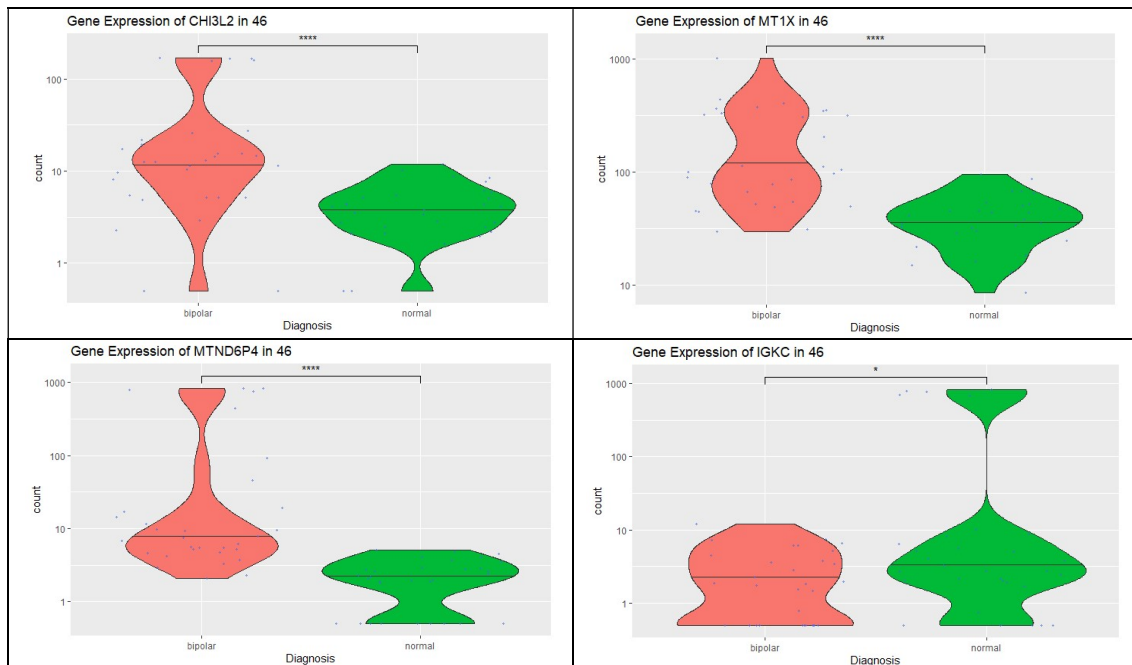 Gene Expression of CHI3L2 in 46
****
100
10
1
count
bipolar
normal
Diagnosis
Gene Expression of MT1X in 46
****
1000
100
10
count
bipolar
normal
Diagnosis
Gene Expression of MTND6P4 in 46
****
1000
100
10
1
count
bipolar
normal
Diagnosis
Gene Expression of IGKC in 46
*
1000
100
10
1
count
bipolar
normal
Diagnosis